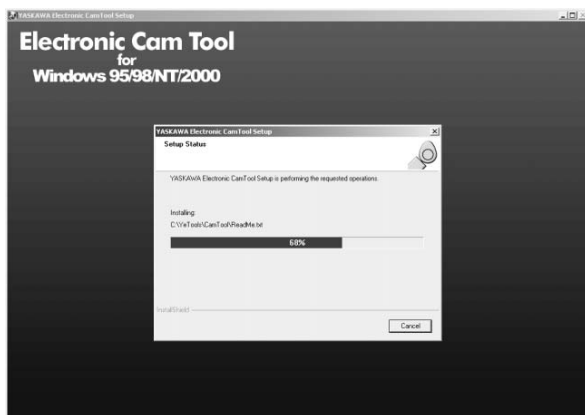 YASKAWA Electronic CamTool Setup
Electronic Cam Tool
for
Windows 95/98/NT/2000
YASKAWA Electronic CamTool Setup
Setup Status
YASKAWA Electronic CamTool Setup is performing the requested operations.
Installing:
C:\YeTools\CamTool\ReadMe.txt
68%
InstallShield
Cancel